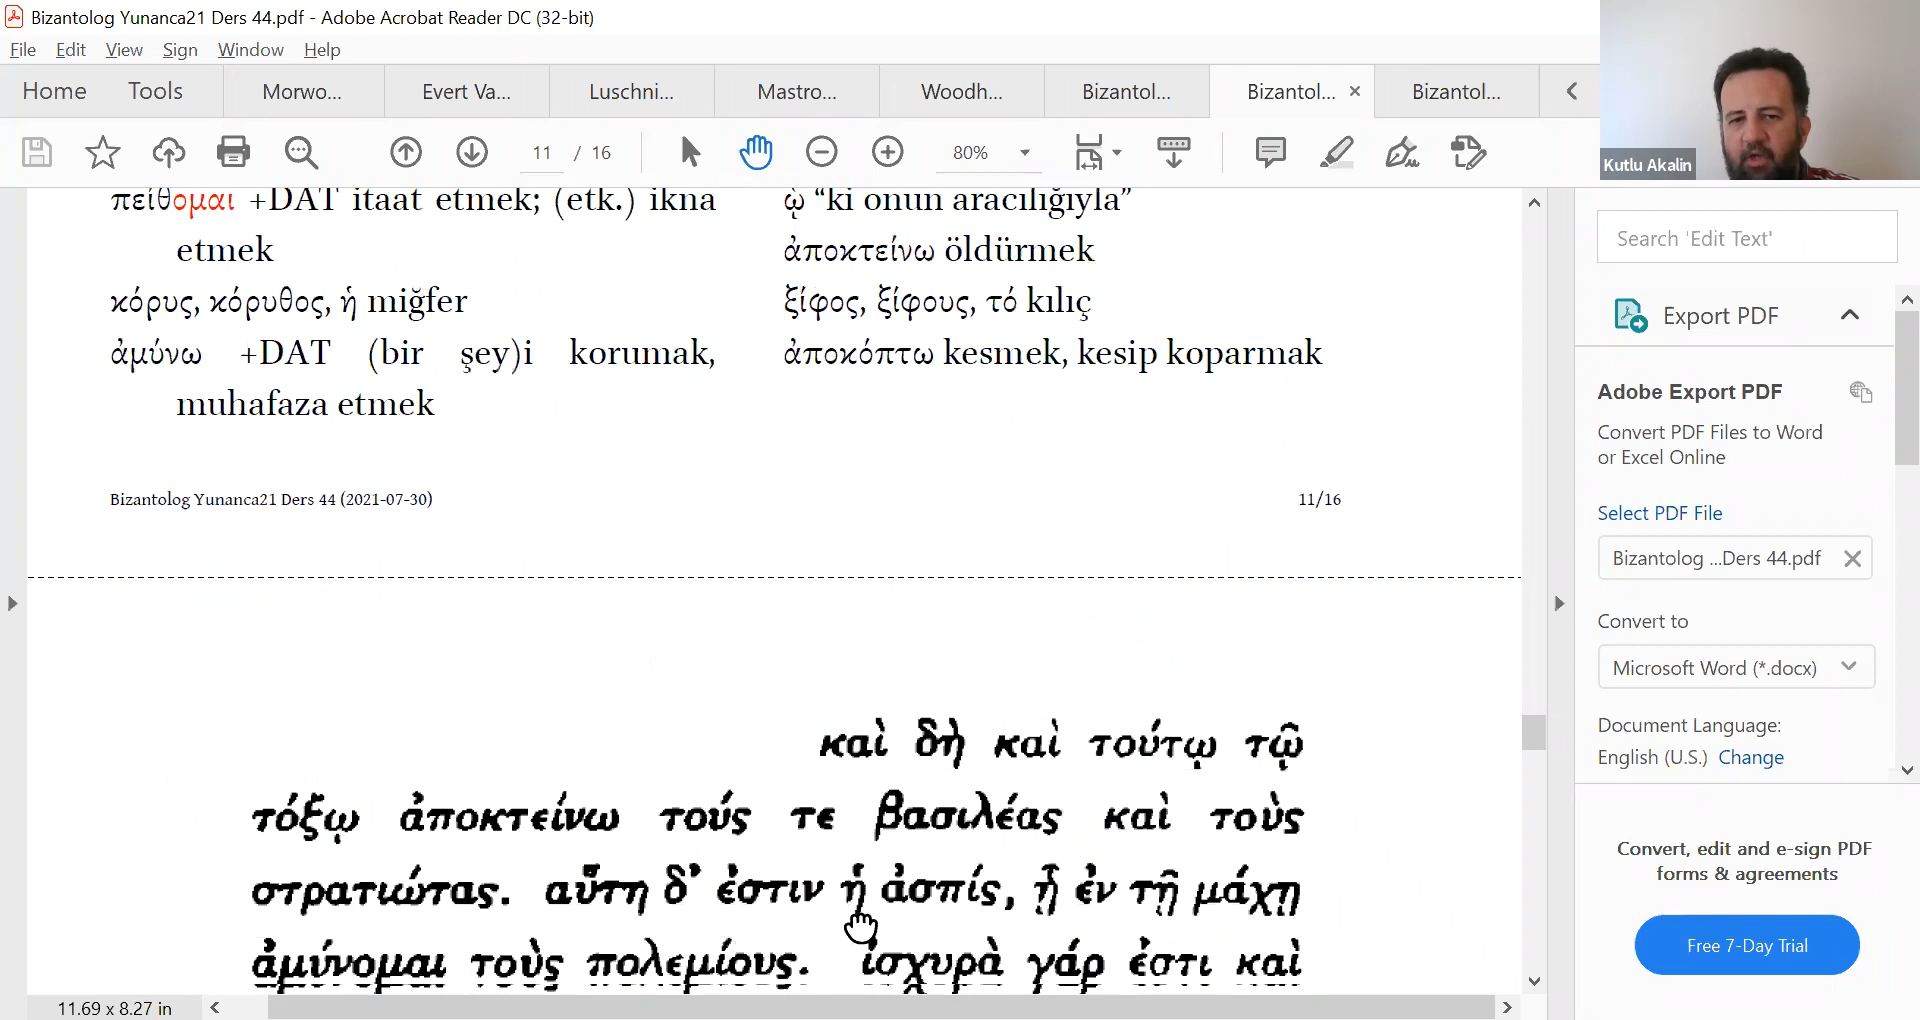 Bizantolog Yunanca21 Ders 44.pdf - Adobe Acrobat Reader DC (32-bit)
File Edit View Sign Window Help
Home Tools Morwo... Evert Va... Luschni... Mastro... Woodh... Bizantol... Bizantol... Bizantol...
11 / 16 80%
Kutlu Akalin
πείθομαι +DAT itaat etmek; (etk.) ikna
etmek
κόρυς, κόρυθος, ἡ miğfer
ἀμύνω +DAT (bir şey)i korumak,
muhafaza etmek
ᾧ “ki onun aracılığıyla”
ἀποκτείνω öldürmek
ξίφος, ξίφους, τό kılıç
ἀποκόπτω kesmek, kesip koparmak
Bizantolog Yunanca21 Ders 44 (2021-07-30) 11/16
καὶ δὴ καὶ τούτῳ τῷ
τόξῳ ἀποκτείνω τούς τε βασιλέας καὶ τοὺς
στρατιώτας. αὕτη δ’ ἐστιν ἡ ἀσπίς, ᾗ ἐν τῇ μάχῃ
ἀμύνομαι τοὺς πολεμίους. ἰσχυρὰ γάρ ἐστι καὶ
11.69 x 8.27 in
Search 'Edit Text'
Export PDF
Adobe Export PDF
Convert PDF Files to Word
or Excel Online
Select PDF File
Bizantolog ...Ders 44.pdf
Convert to
Microsoft Word (*.docx)
Document Language:
English (U.S.) Change
Convert, edit and e-sign PDF
forms & agreements
Free 7-Day Trial